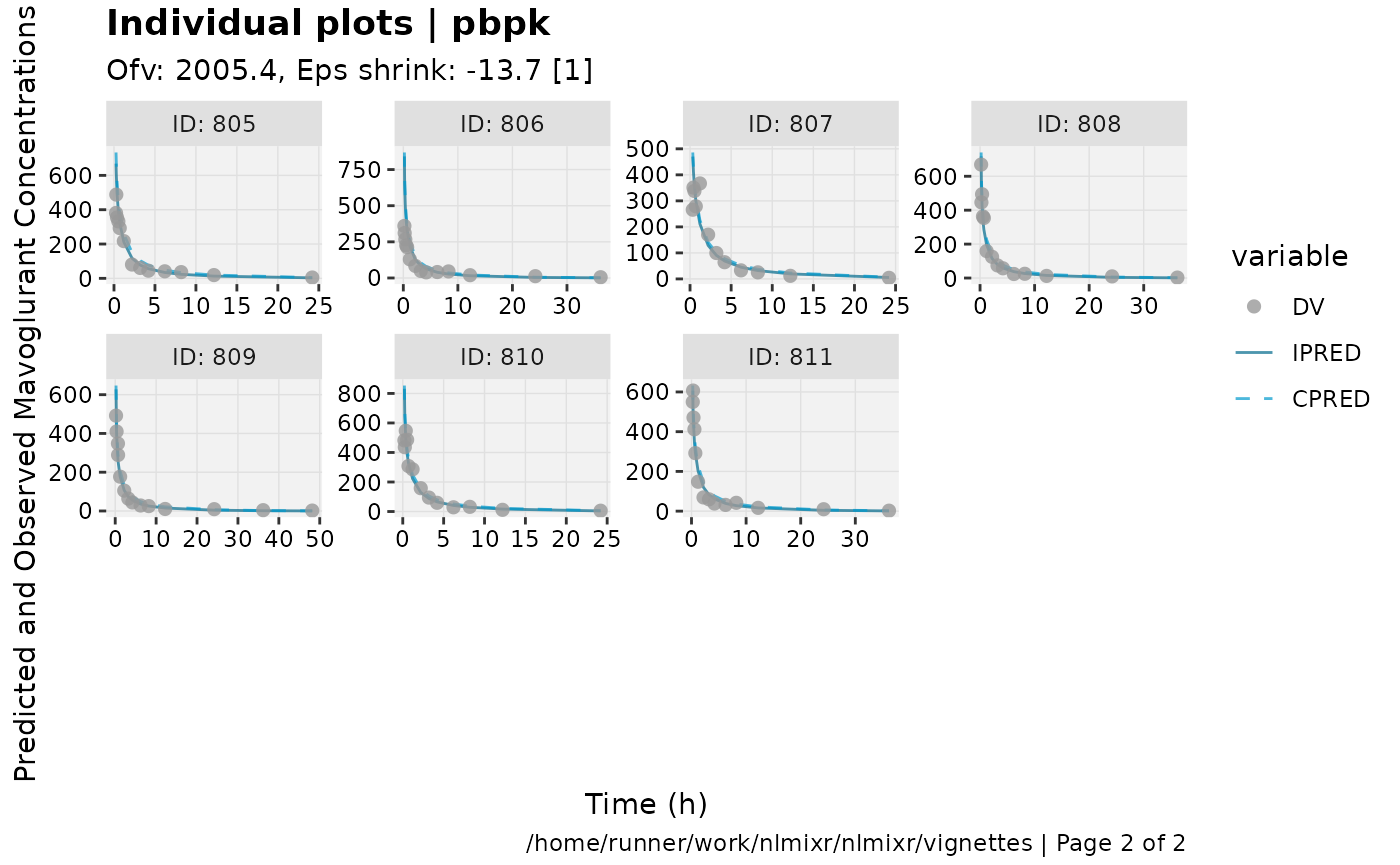 Individual plots | pbpk
Ofv: 2005.4, Eps shrink: -13.7 [1]
Predicted and Observed Mavoglurant Concentrations
ID: 805
600
400
200
0
0 5 10 15 20 25
ID: 806
750
500
250
0
0 10 20 30
ID: 807
500
400
300
200
100
0
0 5 10 15 20 25
ID: 808
600
400
200
0
0 10 20 30
ID: 809
600
400
200
0
0 10 20 30 40 50
ID: 810
800
600
400
200
0
0 5 10 15 20 25
ID: 811
600
400
200
0
0 10 20 30
variable
DV
IPRED
CPRED
Time (h)
/home/runner/work/nlmixr/nlmixr/vignettes | Page 2 of 2